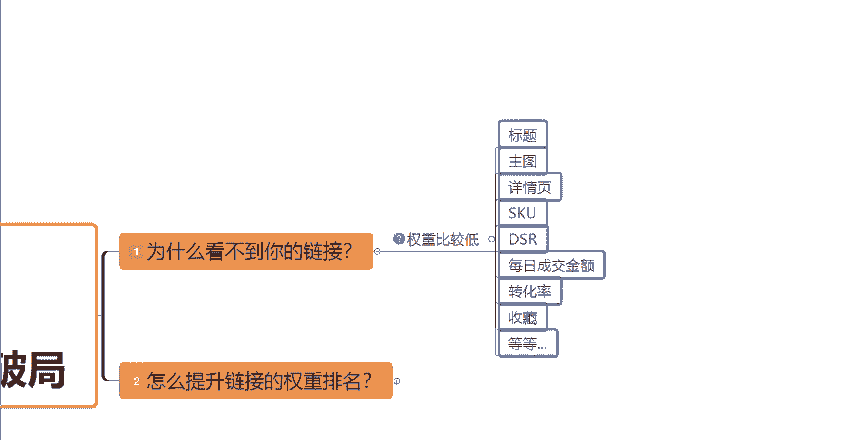 破局
1 为什么看不到你的链接？
? 权重比较低
标题
主图
详情页
SKU
DSR
每日成交金额
转化率
收藏
等等...
2 怎么提升链接的权重排名？